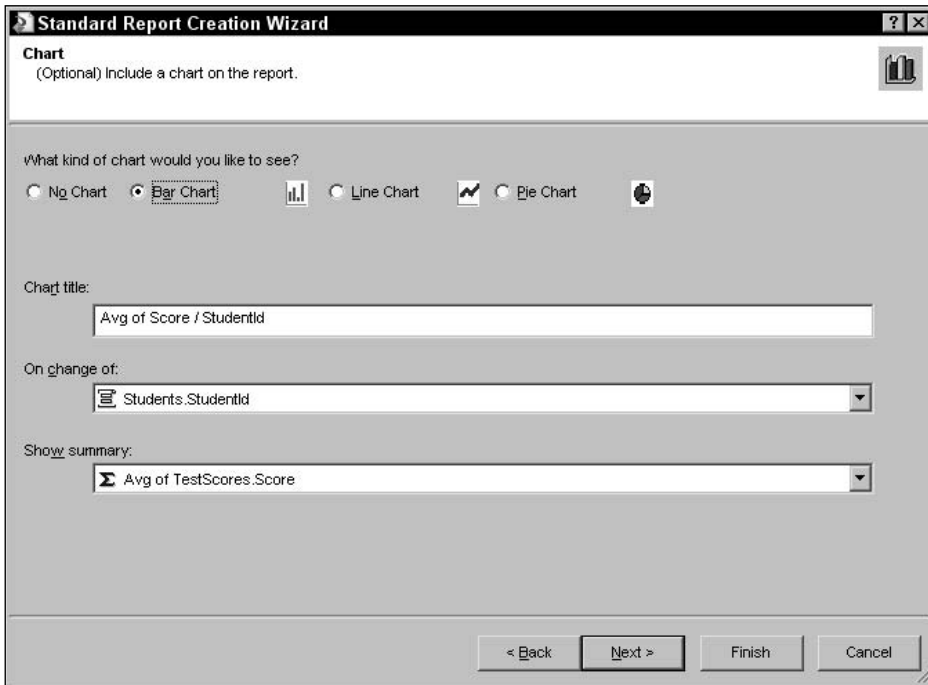 Standard Report Creation Wizard
Chart
(Optional) Include a chart on the report.
What kind of chart would you like to see?
No Chart Bar Chart Line Chart Pie Chart
Chart title:
Avg of Score / StudentId
On change of:
Students.StudentId
Show summary:
Σ Avg of TestScores.Score
< Back Next > Finish Cancel